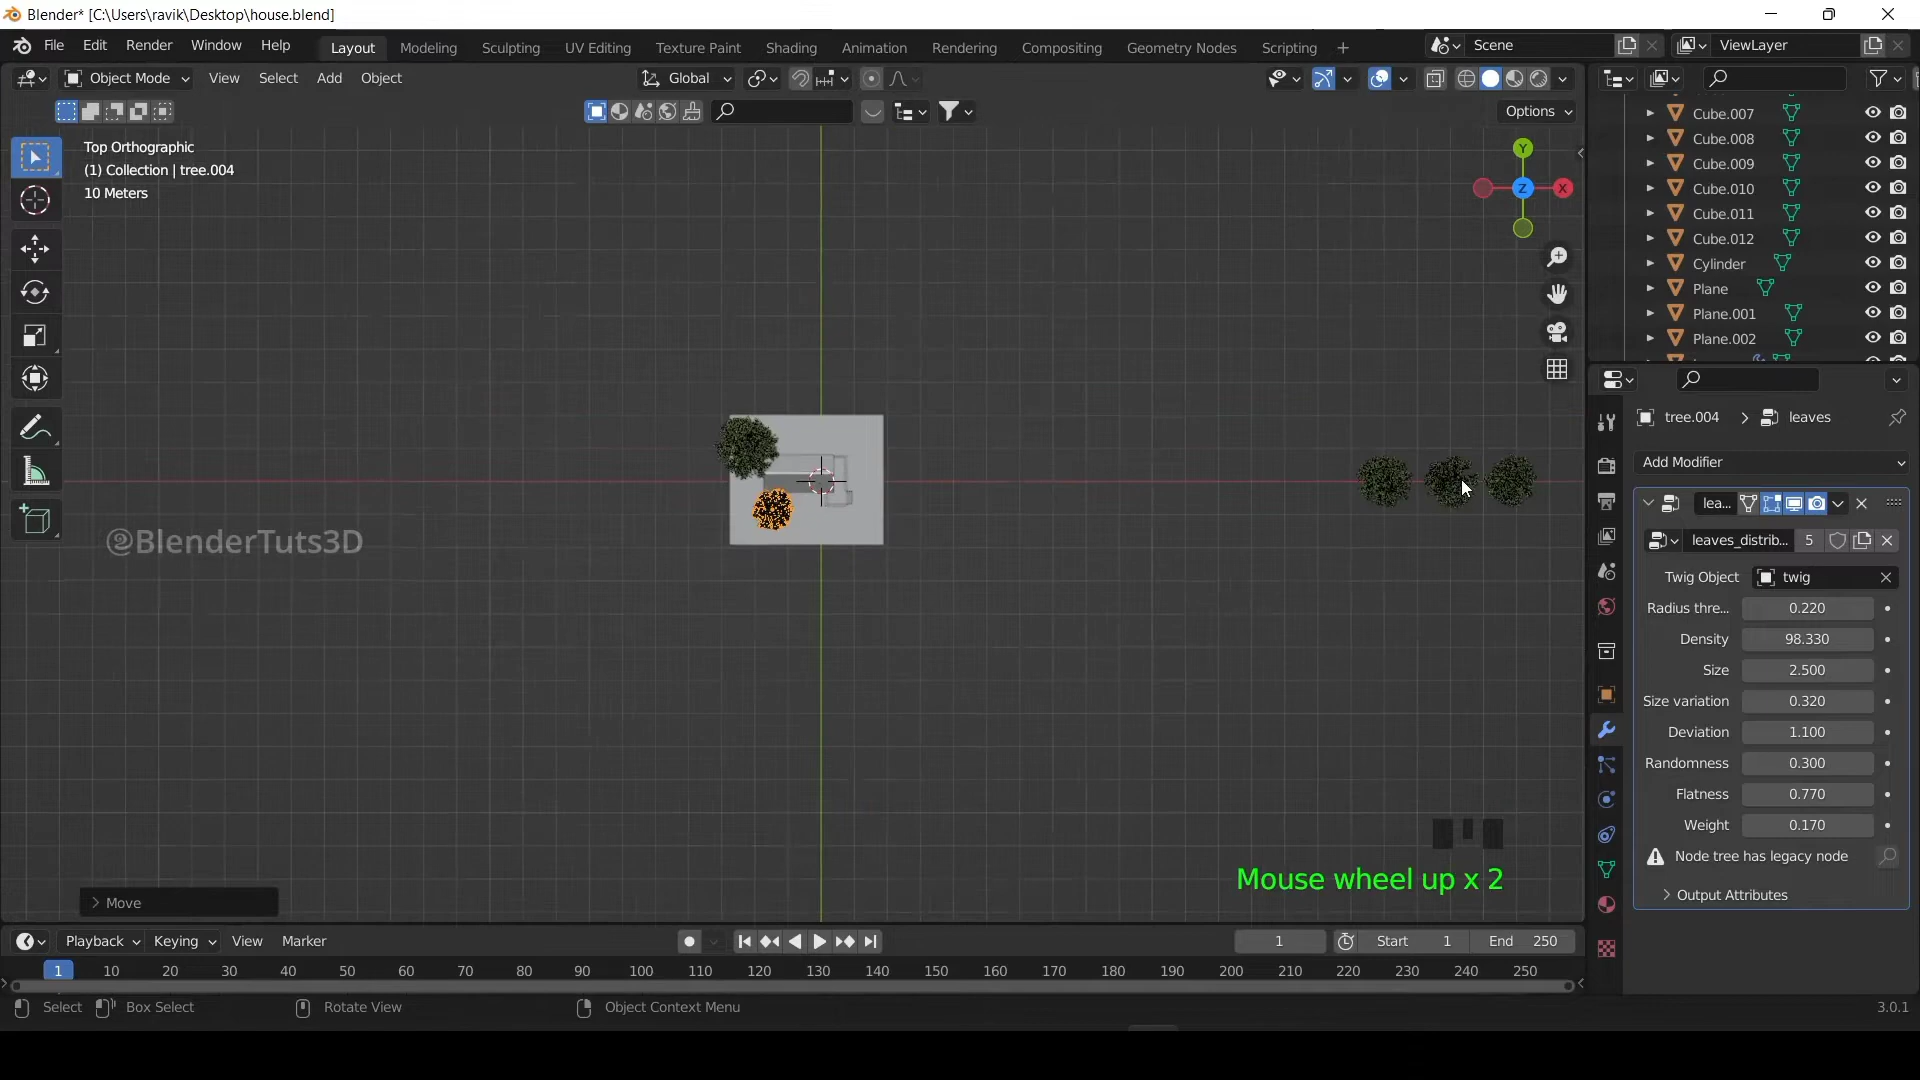 Blender* [C:\Users\ravik\Desktop\house.blend]
File Edit Render Window Help Layout Modeling Sculpting UV Editing Texture Paint Shading Animation Rendering Compositing Geometry Nodes Scripting + Scene ViewLayer
Object Mode View Select Add Object Global
Options
Top Orthographic
(1) Collection | tree.004
10 Meters
Y
X
Z
@BlenderTuts3D
Mouse wheel up x 2
Move
Cube.007
Cube.008
Cube.009
Cube.010
Cube.011
Cube.012
Cylinder
Plane
Plane.001
Plane.002
tree.004 > leaves
Add Modifier
lea...
leaves_distrib... 5
Twig Object twig
Radius thre... 0.220
Density 98.330
Size 2.500
Size variation 0.320
Deviation 1.100
Randomness 0.300
Flatness 0.770
Weight 0.170
Node tree has legacy node
> Output Attributes
Playback Keying View Marker 1 Start 1 End 250
1 10 20 30 40 50 60 70 80 90 100 110 120 130 140 150 160 170 180 190 200 210 220 230 240 250
Select Box Select Rotate View Object Context Menu 3.0.1